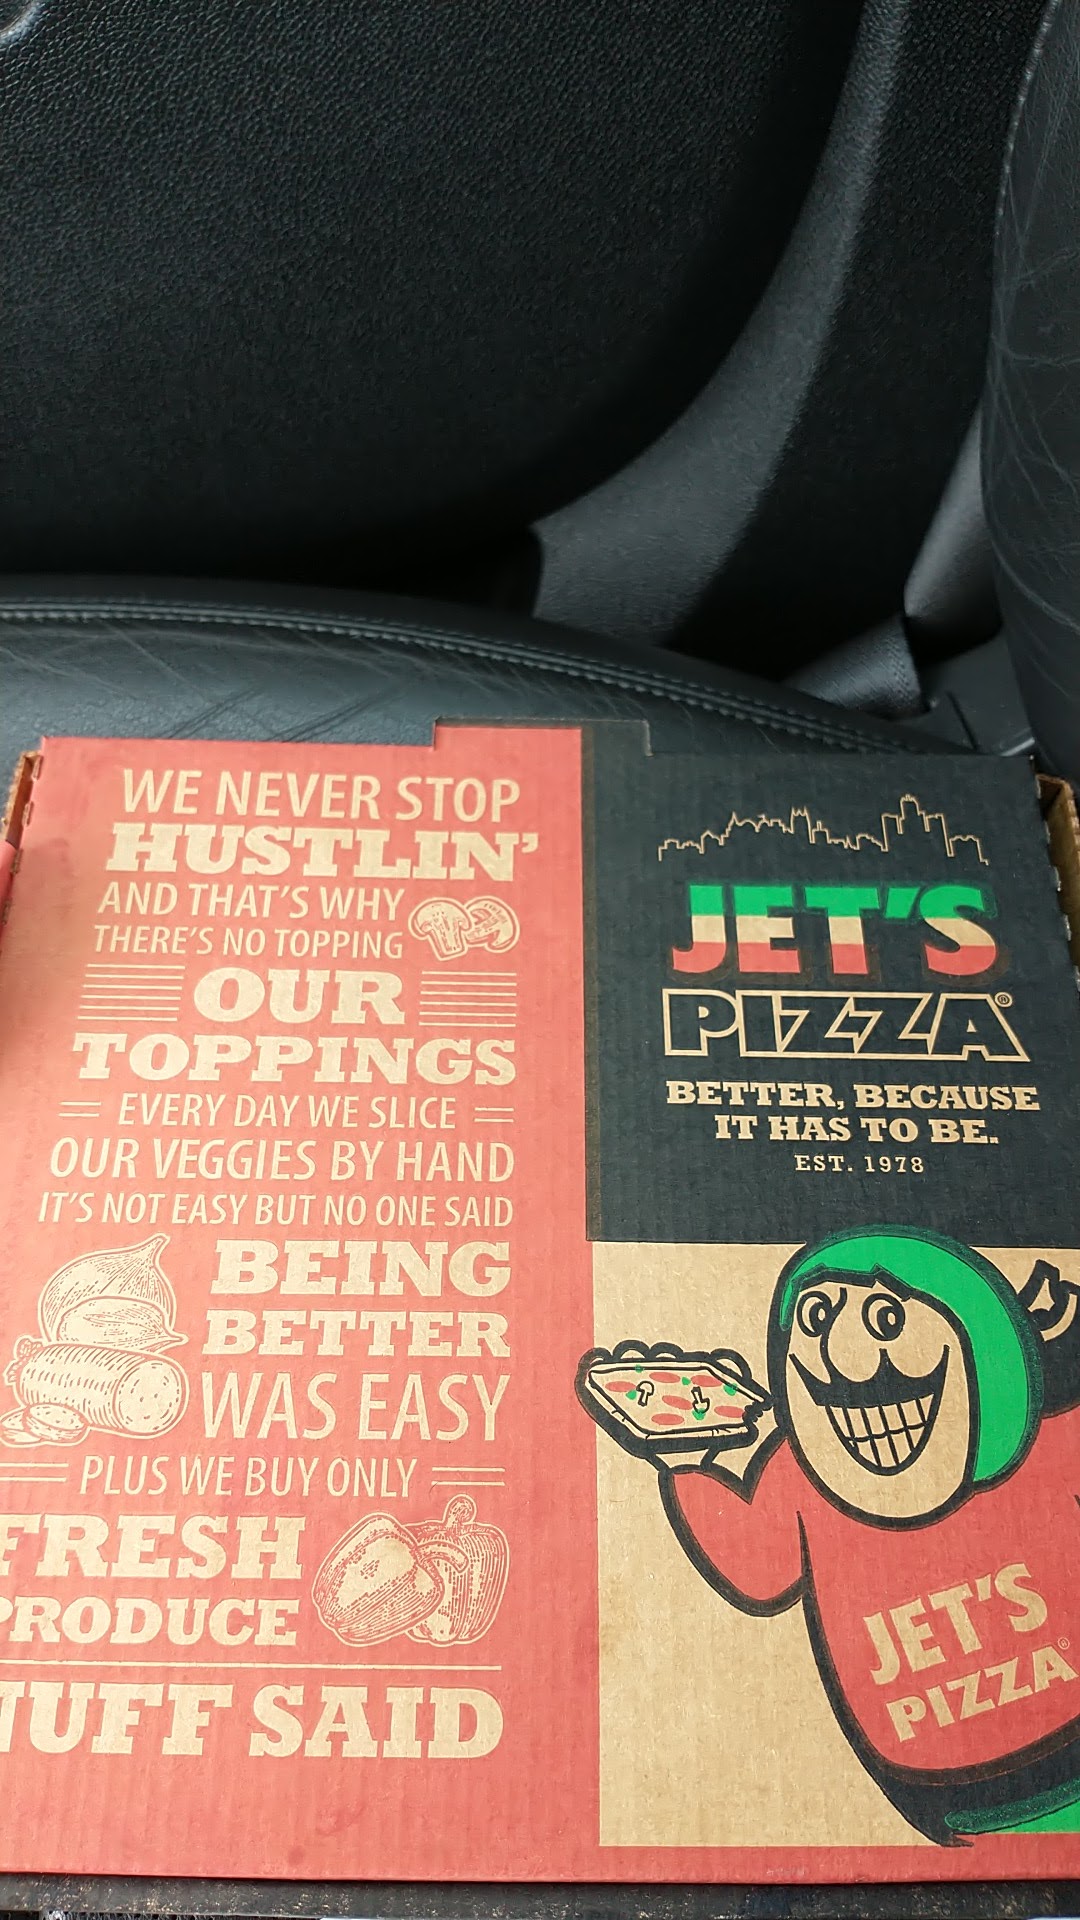 WE NEVER STOP
HUSTLIN'
AND THAT'S WHY
THERE'S NO TOPPING
OUR
TOPPINGS
EVERY DAY WE SLICE
OUR VEGGIES BY HAND
IT'S NOT EASY BUT NO ONE SAID
BEING
BETTER
WAS EASY
PLUS WE BUY ONLY
FRESH
PRODUCE
NUFF SAID
JET'S
PIZZA®
BETTER, BECAUSE
IT HAS TO BE.
EST. 1978
JET'S
PIZZA®